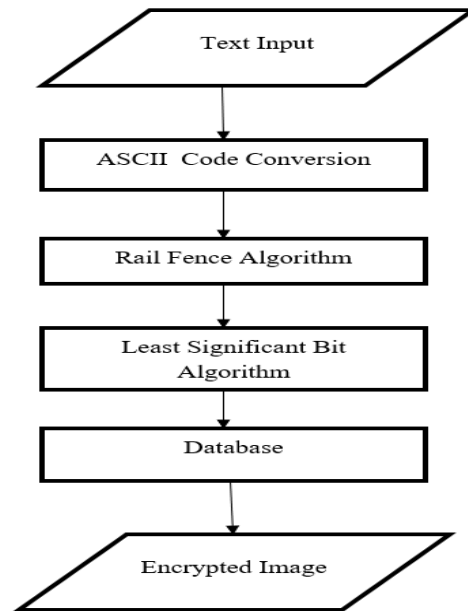 Text Input
ASCII Code Conversion
Rail Fence Algorithm
Least Significant Bit
Algorithm
Database
Encrypted Image